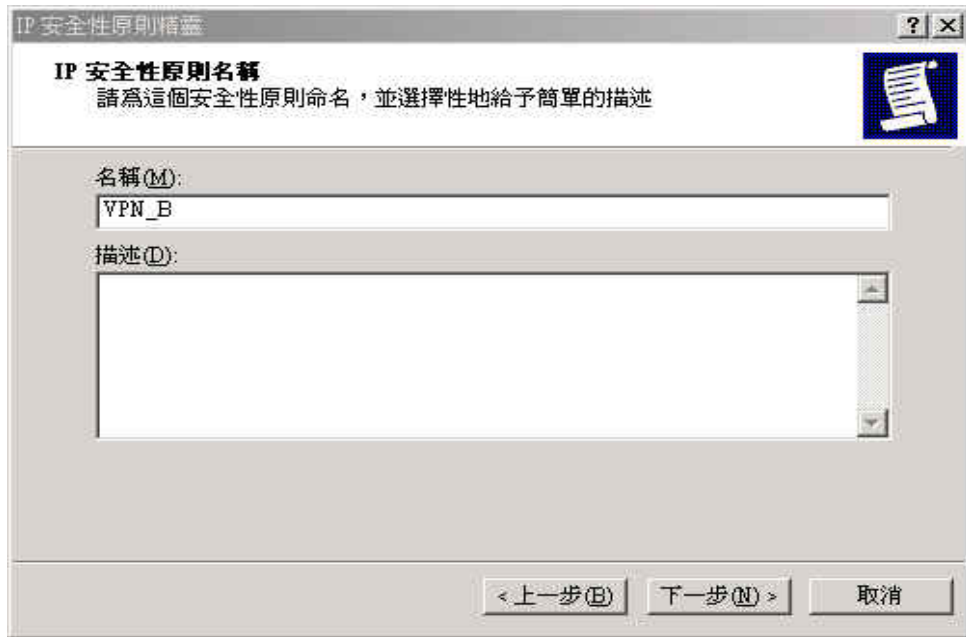 IP 安全性原則精靈
IP 安全性原則名稱
請為這個安全性原則命名，並選擇性地給予簡單的描述
名稱(M):
VPN_B
描述(D):
< 上一步(B) 下一步(N) > 取消